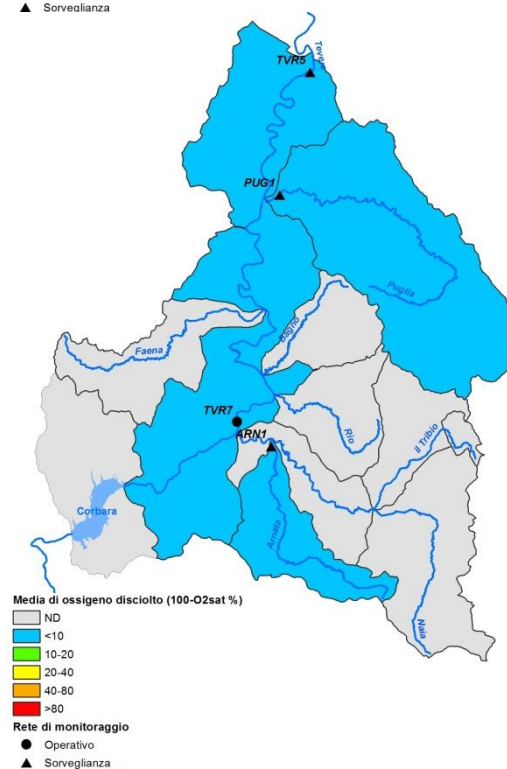 Sorveglianza
Tevere
TVR5
PUG1
Puglia
Bagno
Faena
TVR7
ARN1
Rio
il Tribio
Corbara
Arnata
Naia
Media di ossigeno disciolto (100-O2sat %)
ND
<10
10-20
20-40
40-80
>80
Rete di monitoraggio
Operativo
Sorveglianza